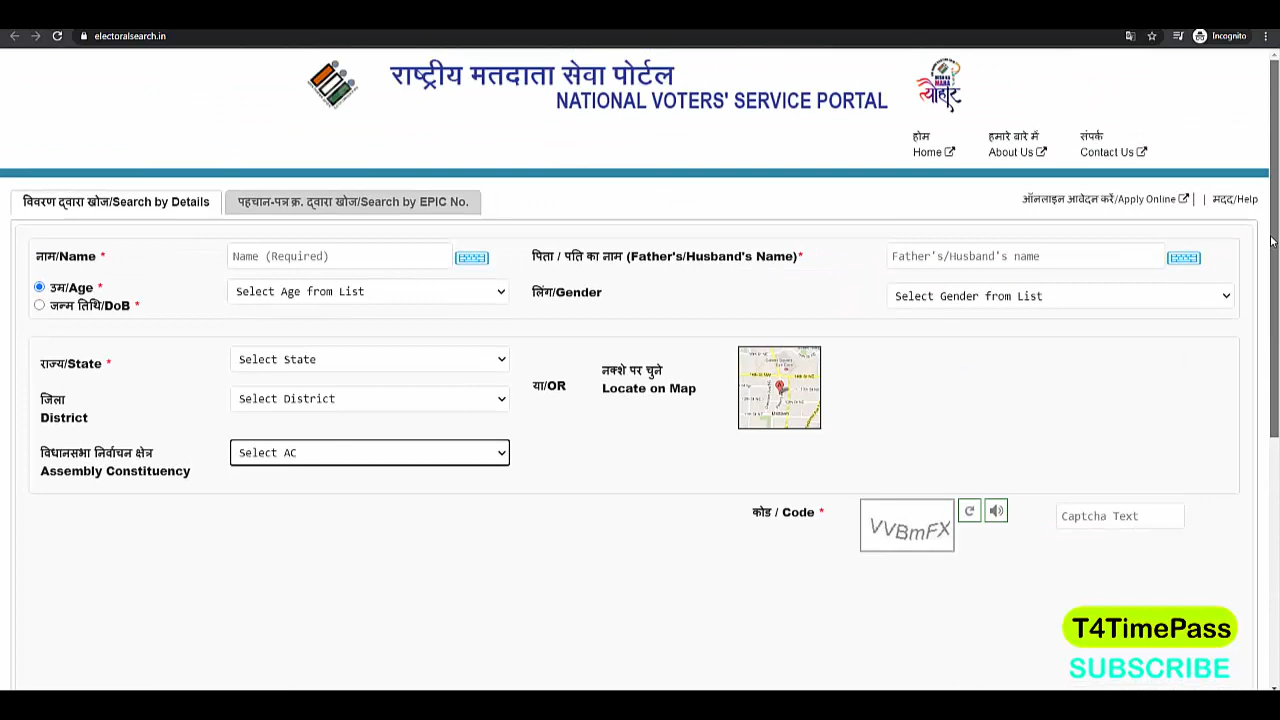 electoralsearch.in
Incognito
राष्ट्रीय मतदाता सेवा पोर्टल
NATIONAL VOTERS' SERVICE PORTAL
त्योहार
होम
Home
हमारे बारे में
About Us
संपर्क
Contact Us
विवरण द्वारा खोज/Search by Details
पहचान-पत्र क्र. द्वारा खोज/Search by EPIC No.
ऑनलाइन आवेदन करें/Apply Online | | मदद/Help
नाम/Name *
Name (Required)
पिता / पति का नाम (Father's/Husband's Name)*
Father's/Husband's name
उम्र/Age *
जन्म तिथि/DoB *
Select Age from List
लिंग/Gender
Select Gender from List
राज्य/State *
Select State
जिला
District
Select District
विधानसभा निर्वाचन क्षेत्र
Assembly Constituency
Select AC
या/OR
नक्शे पर चुने
Locate on Map
कोड / Code *
VVBmFX
Captcha Text
T4TimePass
SUBSCRIBE